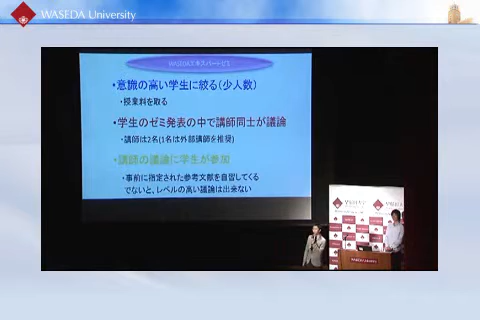 WASEDA University
・意識の高い学生に絞る(少人数)
・授業料を取る
・学生のゼミ発表の中で講師同士が議論
・講師は2名(1名は外部講師を推奨)
・講師の議論に学生が参加
・事前に指定された参考文献を自習してくる
でないと、レベルの高い議論は出来ない